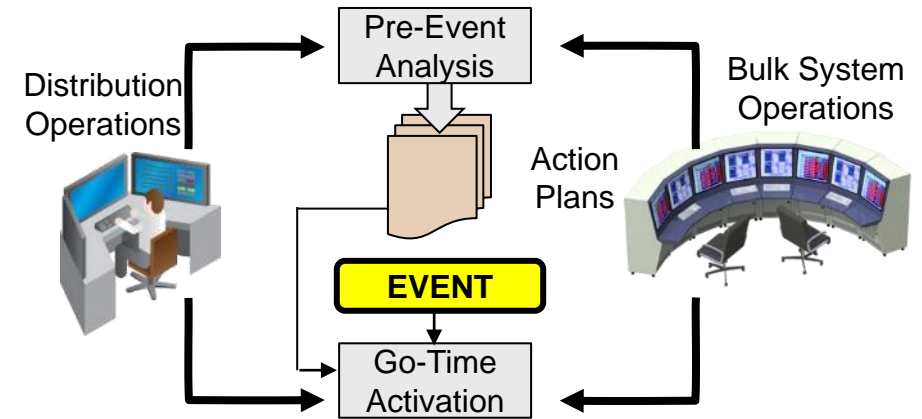 Pre-Event
Analysis
Distribution
Operations
Bulk System
Operations
Action
Plans
EVENT
Go-Time
Activation